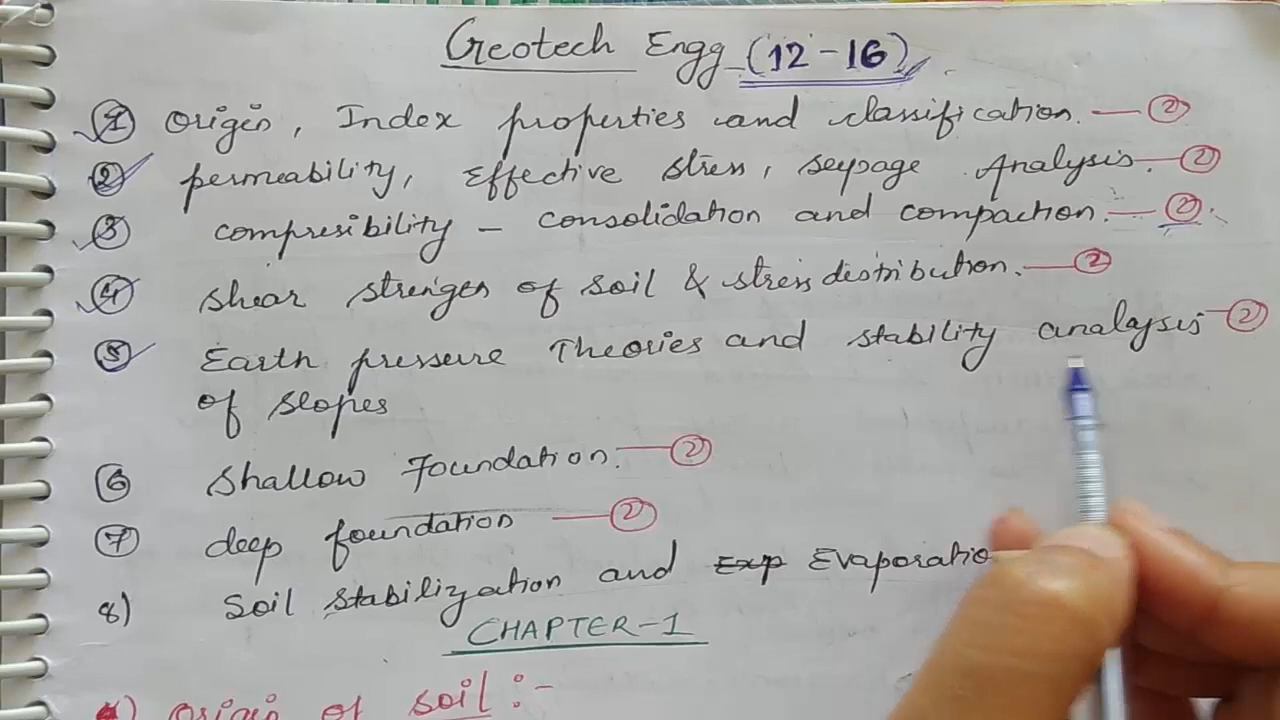 Geotech Engg (12-16)
① Origin, Index properties and classification. — ②
② permeability, Effective stress, seepage Analysis. — ②
③ compresibility - consolidation and compaction. — ②
④ shear strength of soil & stress distribution. — ②
⑤ Earth pressure Theories and stability analysis — ②
of slopes
⑥ Shallow Foundation. — ②
⑦ deep foundation — ②
8) Soil stabilization and Exp Evaporatio
CHAPTER-1
origin of soil :-